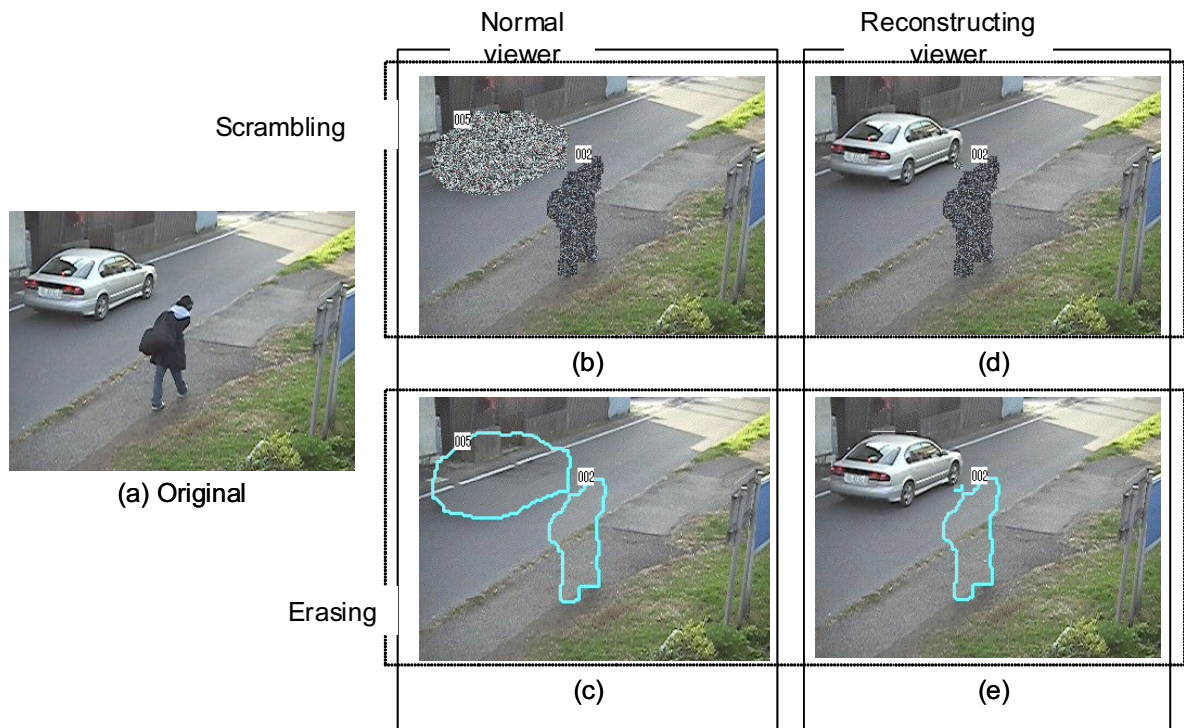 Normal
viewer
Reconstructing
viewer
Scrambling
005
002
002
(b)
(d)
(a) Original
005
002
002
Erasing
(c)
(e)